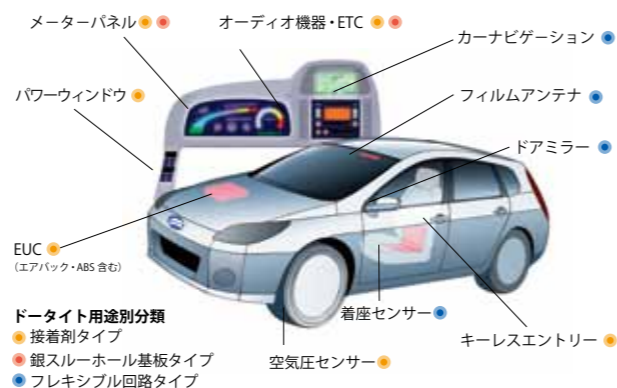 メーターパネル
オーディオ機器・ETC
カーナビゲーション
パワーウィンドウ
フィルムアンテナ
ドアミラー
EUC
(エアバック・ABS 含む)
着座センサー
キーレスエントリー
空気圧センサー
ドータイト用途別分類
接着剤タイプ
銀スルーホール基板タイプ
フレキシブル回路タイプ